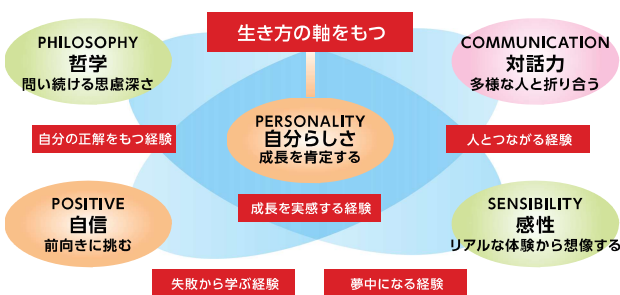 生き方の軸をもつ
PHILOSOPHY
哲学
問い続ける思慮深さ
COMMUNICATION
対話力
多様な人と折り合う
自分の正解をもつ経験
PERSONALITY
自分らしさ
成長を肯定する
人とつながる経験
POSITIVE
自信
前向きに挑む
成長を実感する経験
SENSIBILITY
感性
リアルな体験から想像する
失敗から学ぶ経験
夢中になる経験